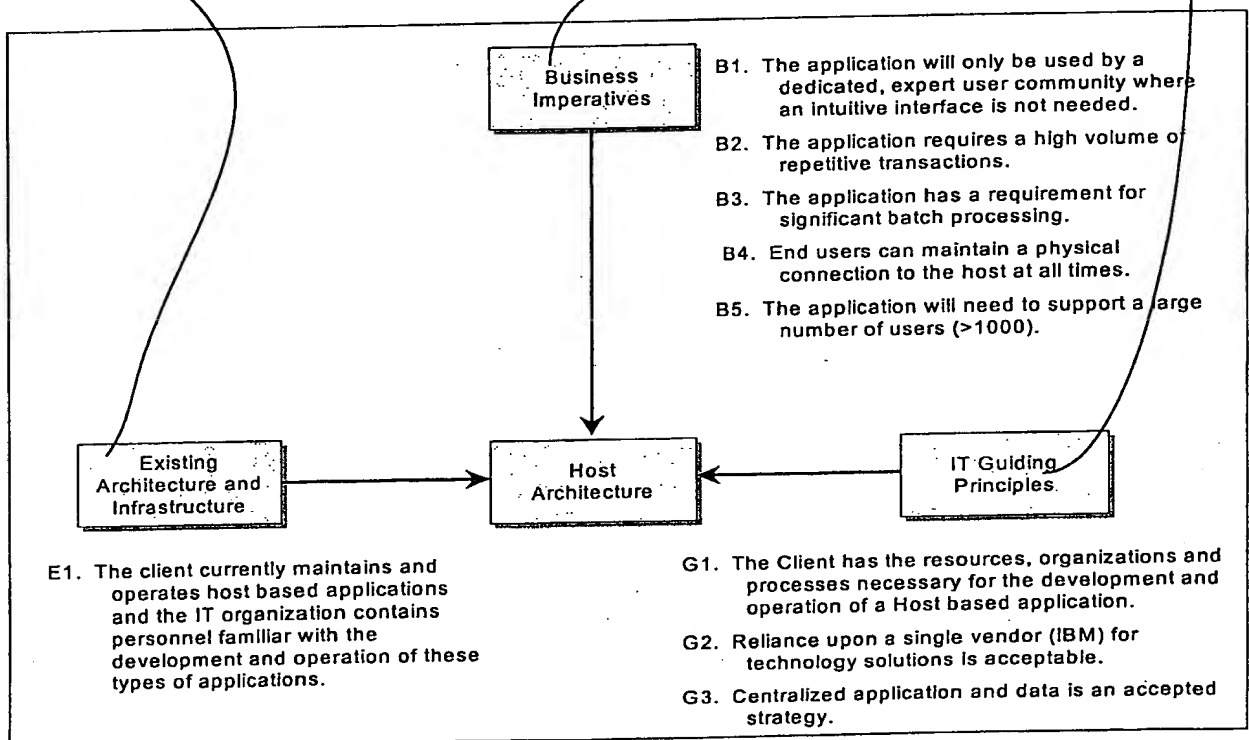 Business
Imperatives
B1. The application will only be used by a
dedicated, expert user community where
an intuitive interface is not needed.
B2. The application requires a high volume of
repetitive transactions.
B3. The application has a requirement for
significant batch processing.
B4. End users can maintain a physical
connection to the host at all times.
B5. The application will need to support a large
number of users (>1000).
Existing
Architecture and
Infrastructure
Host
Architecture
IT Guiding
Principles
E1. The client currently maintains and
operates host based applications
and the IT organization contains
personnel familiar with the
development and operation of these
types of applications.
G1. The Client has the resources, organizations and
processes necessary for the development and
operation of a Host based application.
G2. Reliance upon a single vendor (IBM) for
technology solutions is acceptable.
G3. Centralized application and data is an accepted
strategy.